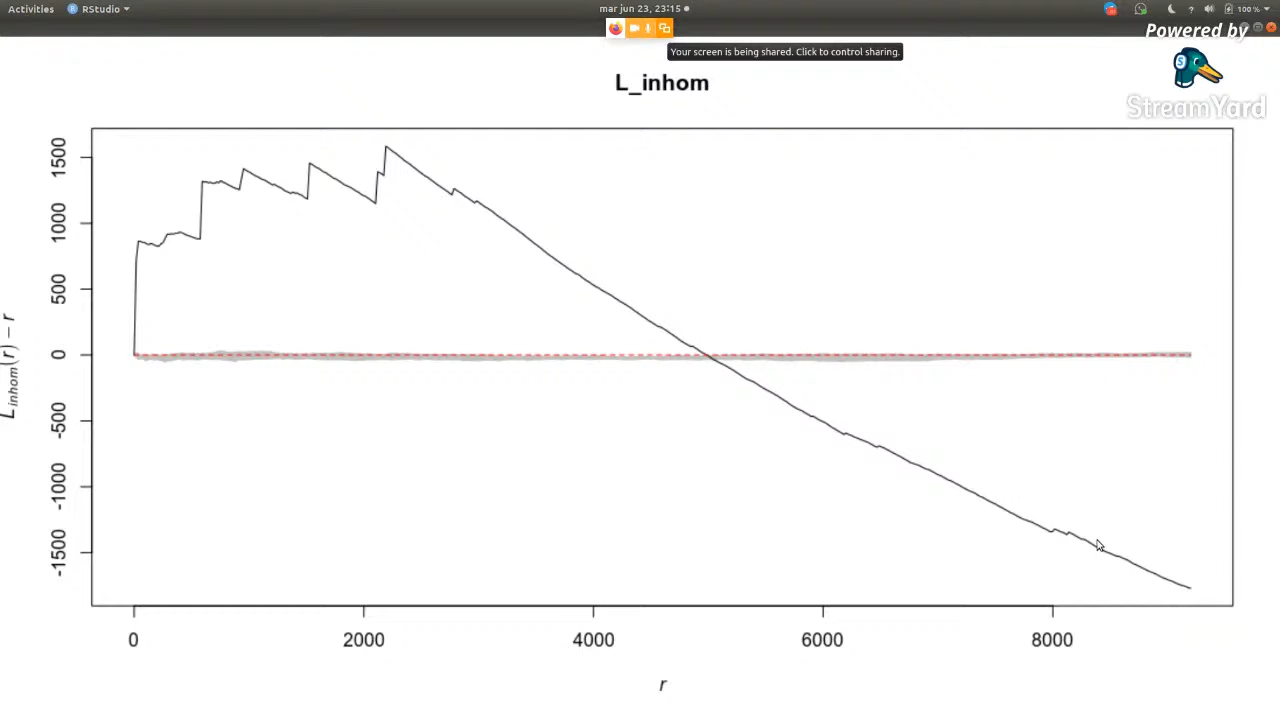 Activities RStudio mar jun 23, 23:15 100 %
Powered by
Your screen is being shared. Click to control sharing.
StreamYard
L_inhom
1500
1000
500
0
-500
-1000
-1500
L_inhom(r) − r
0 2000 4000 6000 8000
r